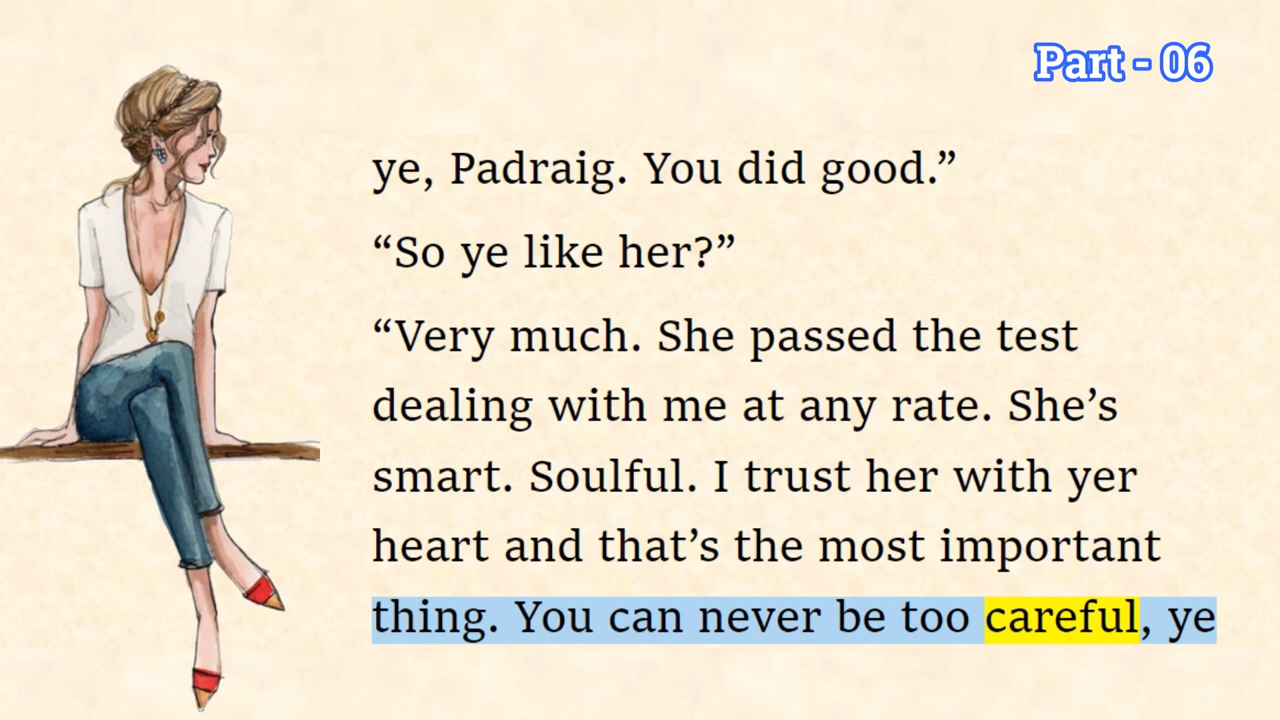 Part - 06
ye, Padraig. You did good.”
“So ye like her?”
“Very much. She passed the test
dealing with me at any rate. She’s
smart. Soulful. I trust her with yer
heart and that’s the most important
thing. You can never be too careful, ye